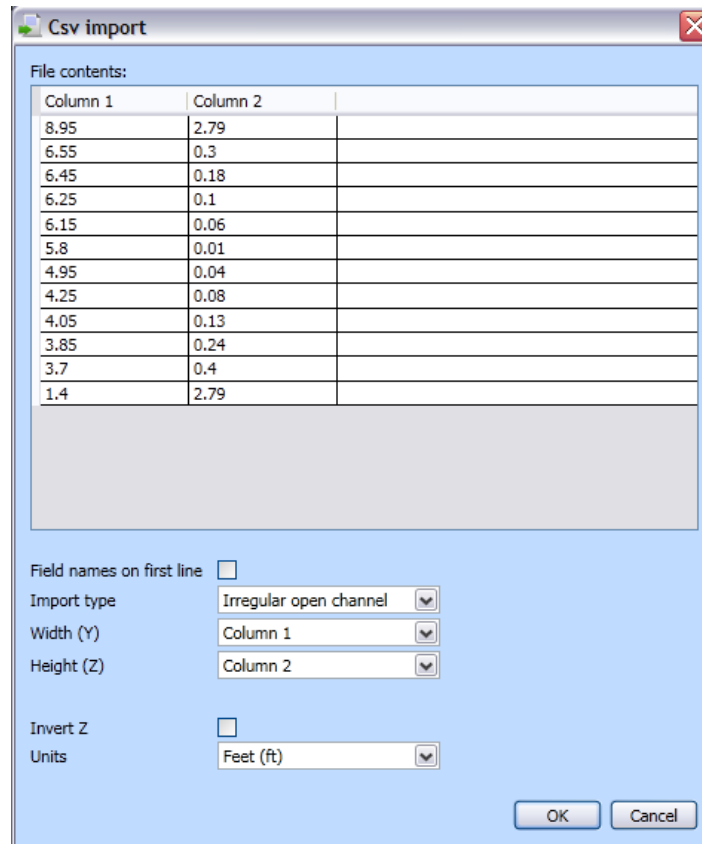 Csv import
File contents:
Column 1 Column 2
8.95 2.79
6.55 0.3
6.45 0.18
6.25 0.1
6.15 0.06
5.8 0.01
4.95 0.04
4.25 0.08
4.05 0.13
3.85 0.24
3.7 0.4
1.4 2.79
Field names on first line
Import type Irregular open channel
Width (Y) Column 1
Height (Z) Column 2
Invert Z
Units Feet (ft)
OK Cancel